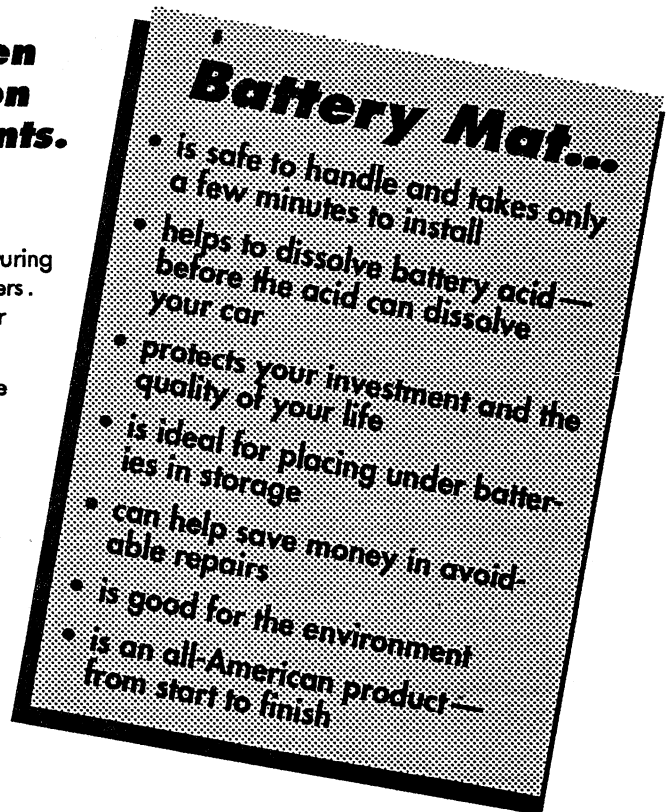 en
on
nts.
uring
ers.
r
e
Battery Mat...
• is safe to handle and takes only
a few minutes to install
• helps to dissolve battery acid—
before the acid can dissolve
your car
• protects your investment and the
quality of your life
• is ideal for placing under batter-
ies in storage
• can help save money in avoid-
able repairs
• is good for the environment
• is an all-American product—
from start to finish